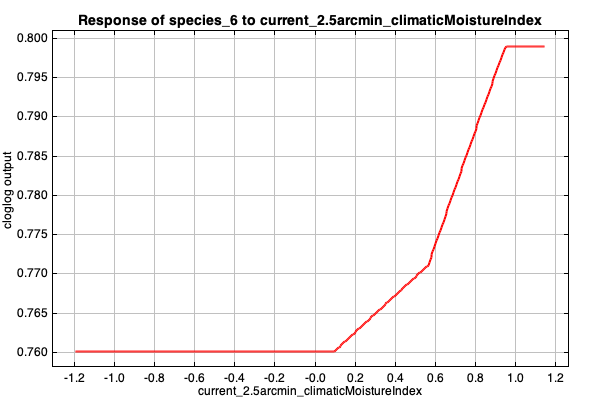 Response of species_6 to current_2.5arcmin_climaticMoistureIndex
0.800
0.795
0.790
0.785
0.780
0.775
0.770
0.765
0.760
cloglog output
-1.2 -1.0 -0.8 -0.6 -0.4 -0.2 -0.0 0.2 0.4 0.6 0.8 1.0 1.2
current_2.5arcmin_climaticMoistureIndex